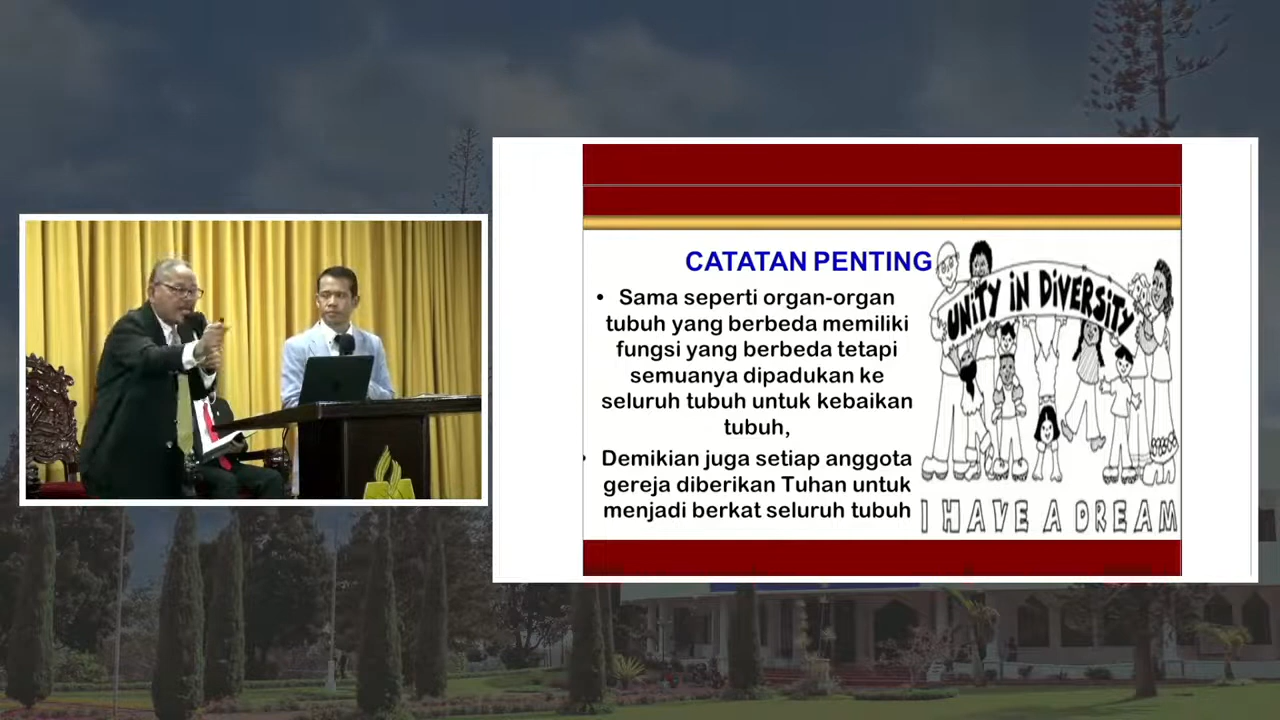 CATATAN PENTING
• Sama seperti organ-organ
tubuh yang berbeda memiliki
fungsi yang berbeda tetapi
semuanya dipadukan ke
seluruh tubuh untuk kebaikan
tubuh,
• Demikian juga setiap anggota
gereja diberikan Tuhan untuk
menjadi berkat seluruh tubuh
UNITY IN DiVERSITY
I HAVE A DREAM